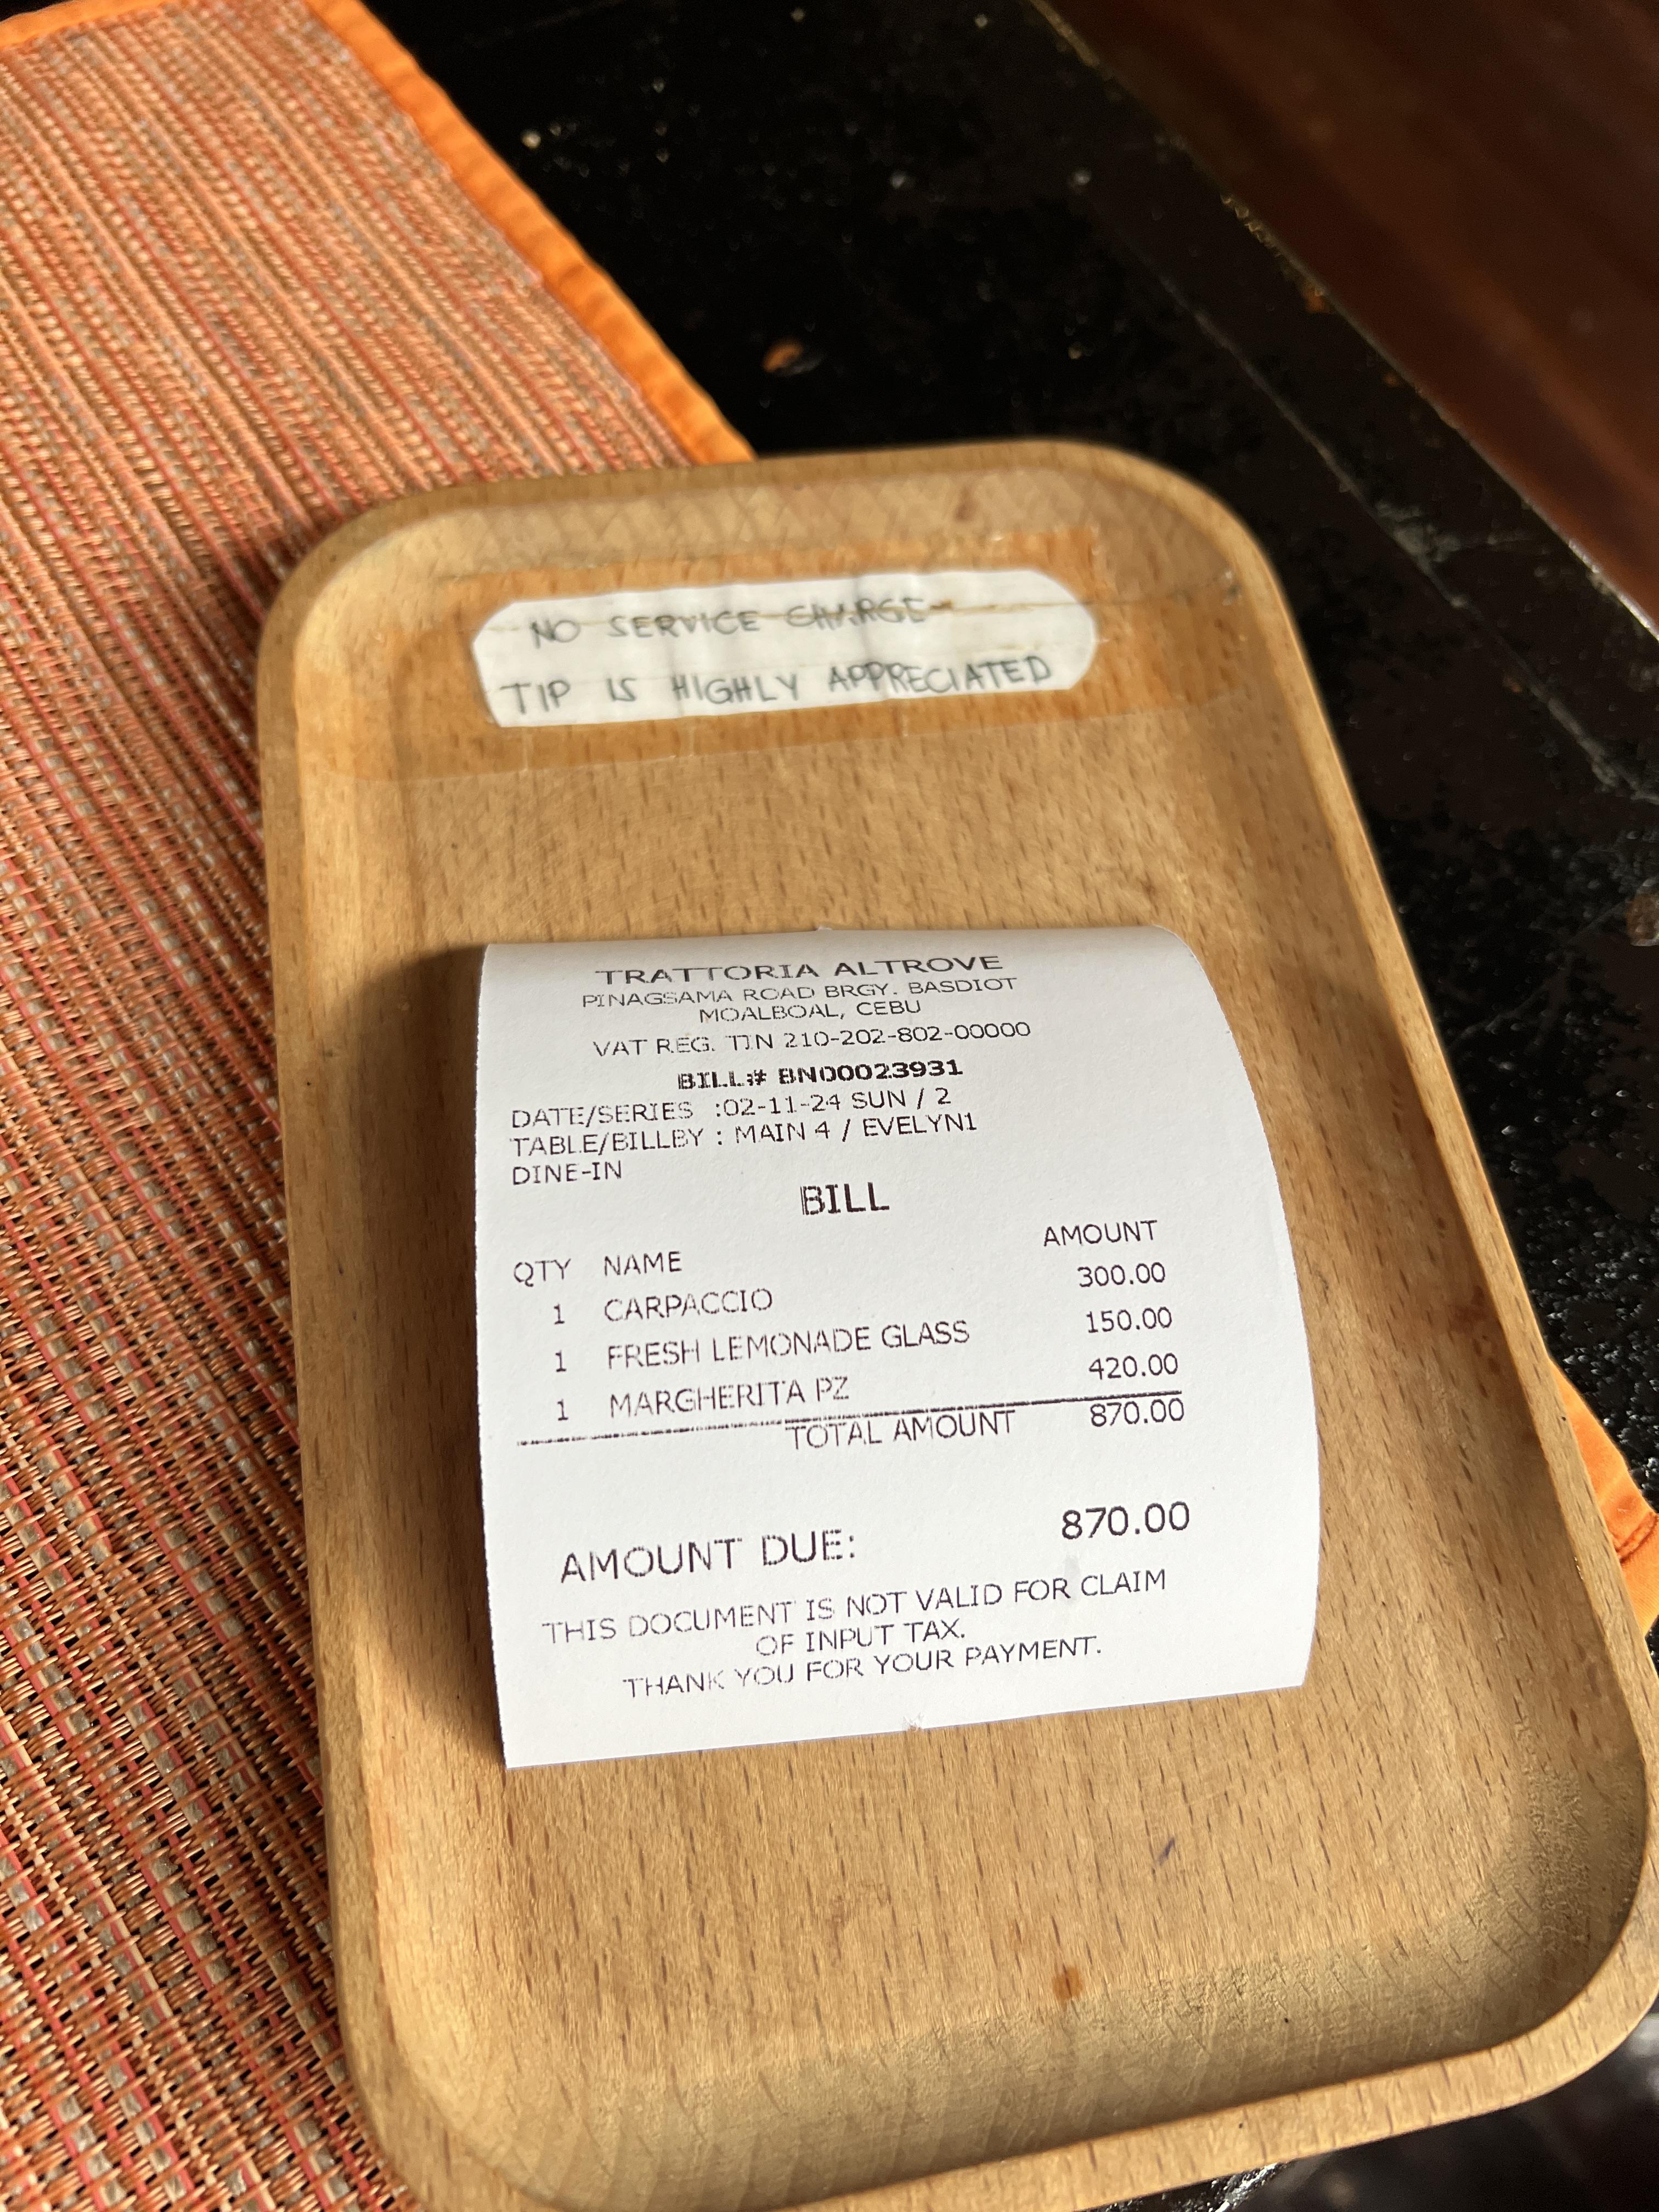 NO SERVICE CHARGE
TIP IS HIGHLY APPRECIATED
TRATTORIA ALTROVE
PINAGSAMA ROAD BRGY. BASDIOT
MOALBOAL, CEBU
VAT REG. TIN 210-202-802-00000
BILL# BN00023931
DATE/SERIES :02-11-24 SUN / 2
TABLE/BILLBY : MAIN 4 / EVELYN1
DINE-IN
BILL
QTY NAME AMOUNT
1 CARPACCIO 300.00
1 FRESH LEMONADE GLASS 150.00
1 MARGHERITA PZ 420.00
TOTAL AMOUNT 870.00
AMOUNT DUE: 870.00
THIS DOCUMENT IS NOT VALID FOR CLAIM
OF INPUT TAX.
THANK YOU FOR YOUR PAYMENT.